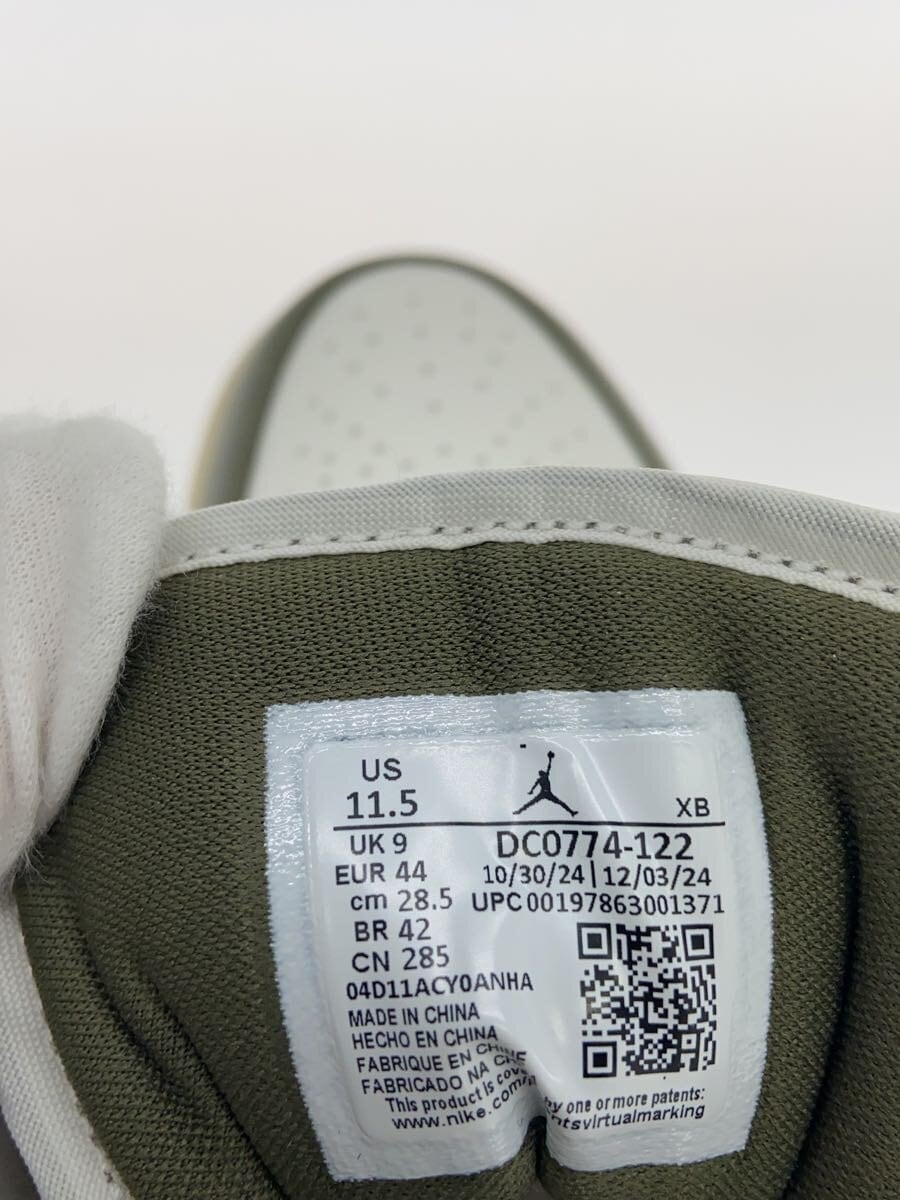 US
11.5 XB
UK 9 DC0774-122
EUR 44 10/30/24 | 12/03/24
cm 28.5 UPC 00197863001371
BR 42
CN 285
04D11ACY0ANHA
MADE IN CHINA
HECHO EN CHINA
FABRIQUE EN CHINE
FABRICADO NA
This product is by one or more patents:
www.nike.com/